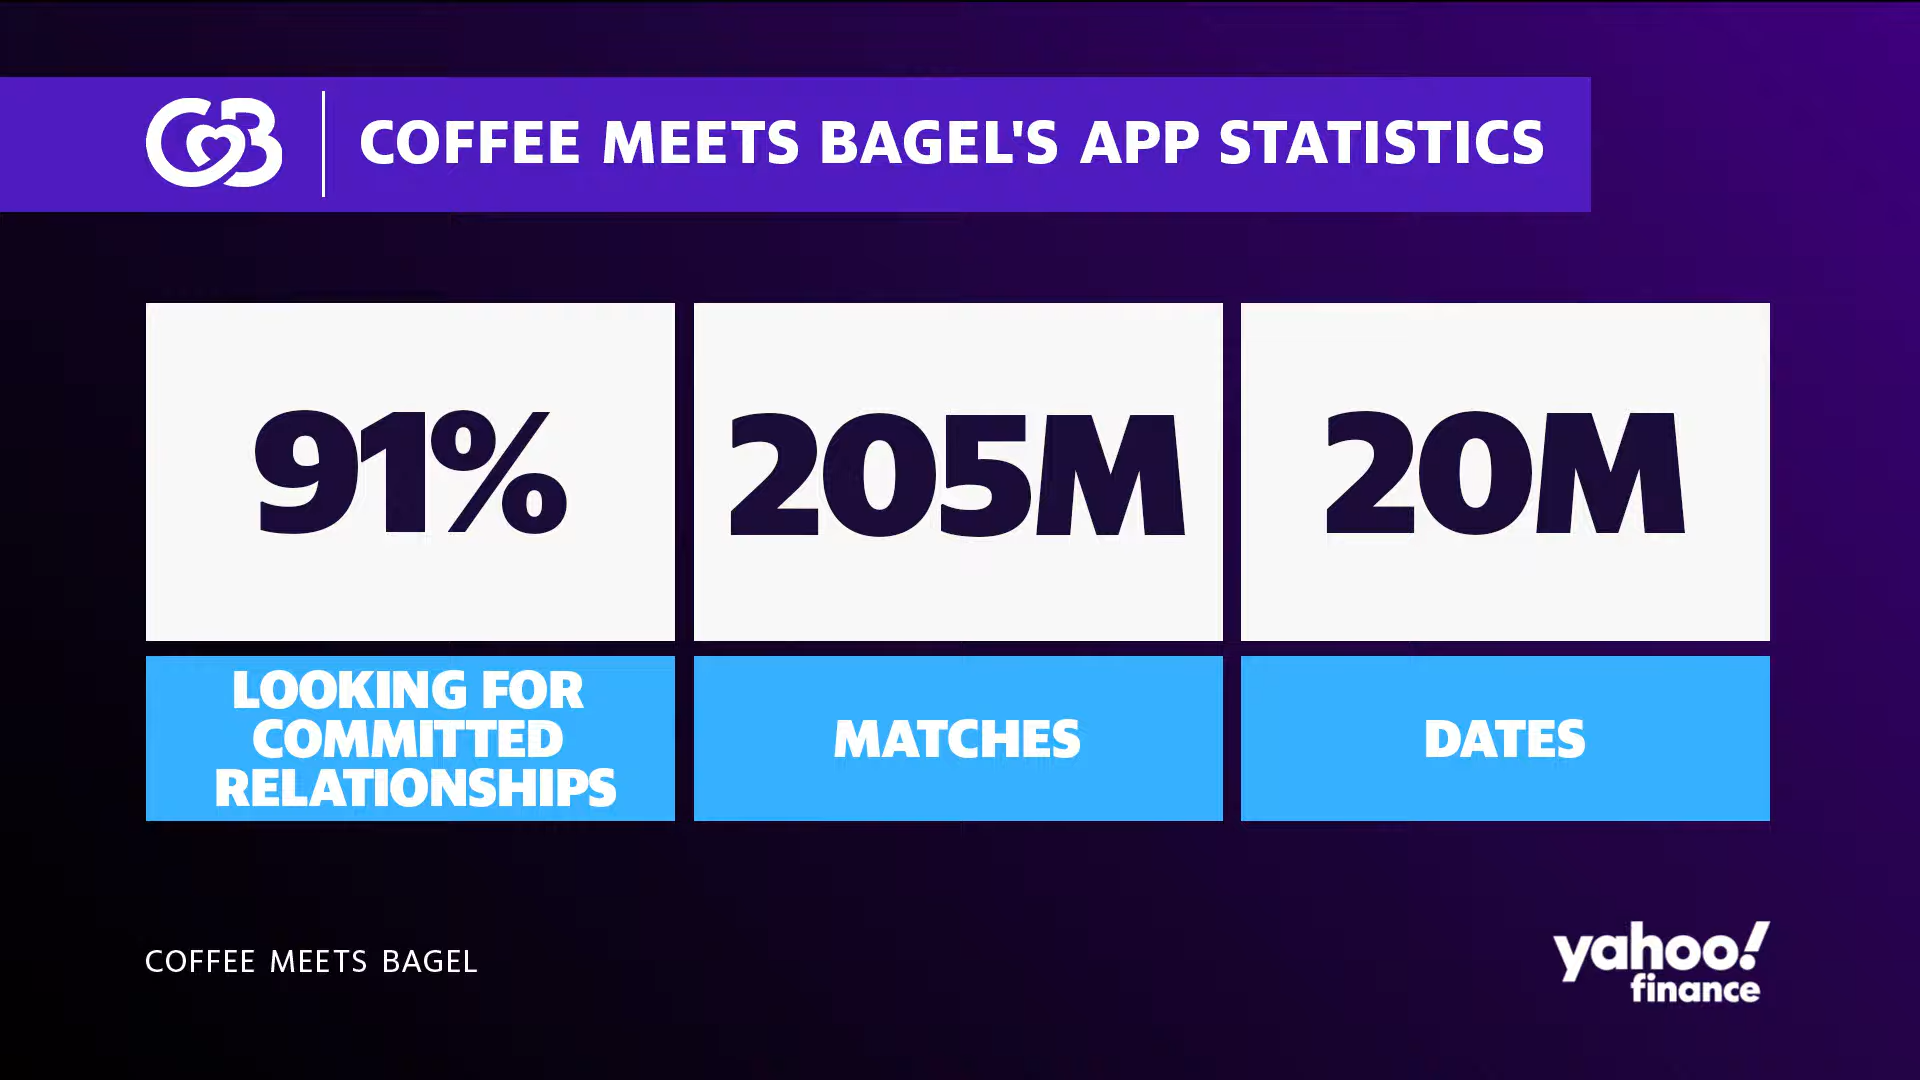 COFFEE MEETS BAGEL'S APP STATISTICS
91%
205M
20M
LOOKING FOR
COMMITTED
RELATIONSHIPS
MATCHES
DATES
COFFEE MEETS BAGEL
yahoo!
finance